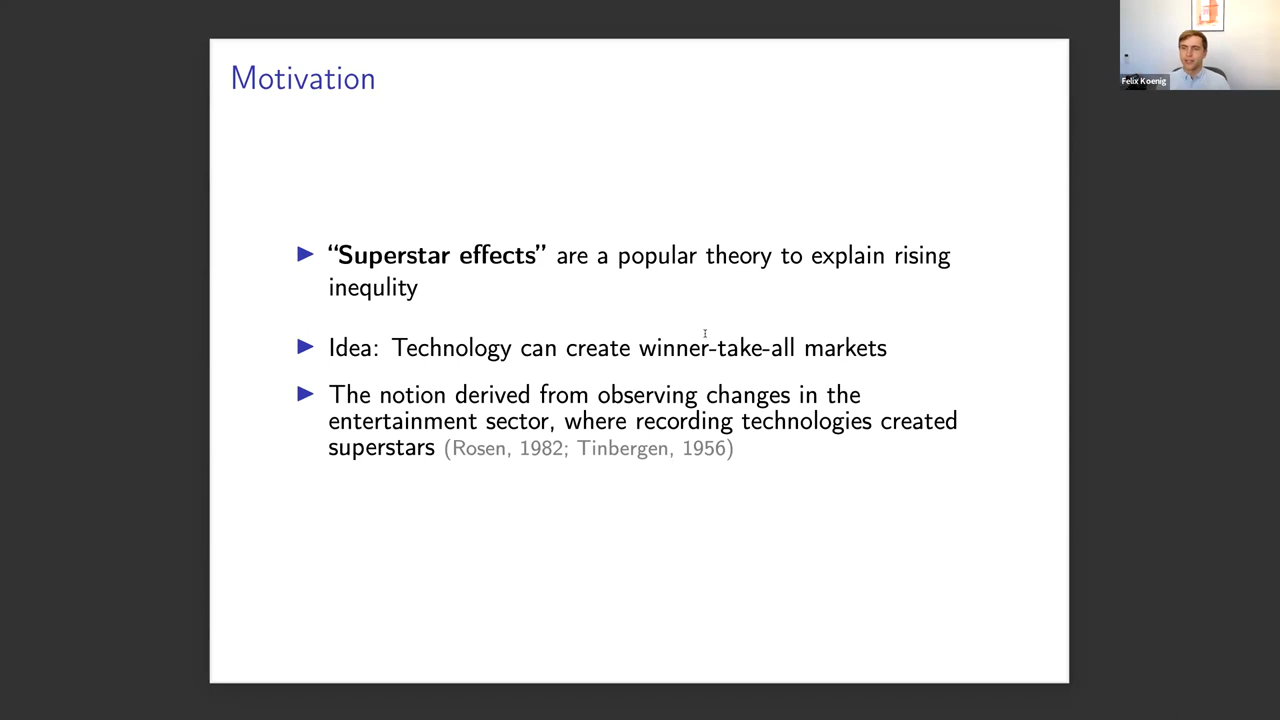 Motivation
Felix Koenig
▶ “Superstar effects” are a popular theory to explain rising
inequlity
▶ Idea: Technology can create winner-take-all markets
▶ The notion derived from observing changes in the
entertainment sector, where recording technologies created
superstars (Rosen, 1982; Tinbergen, 1956)